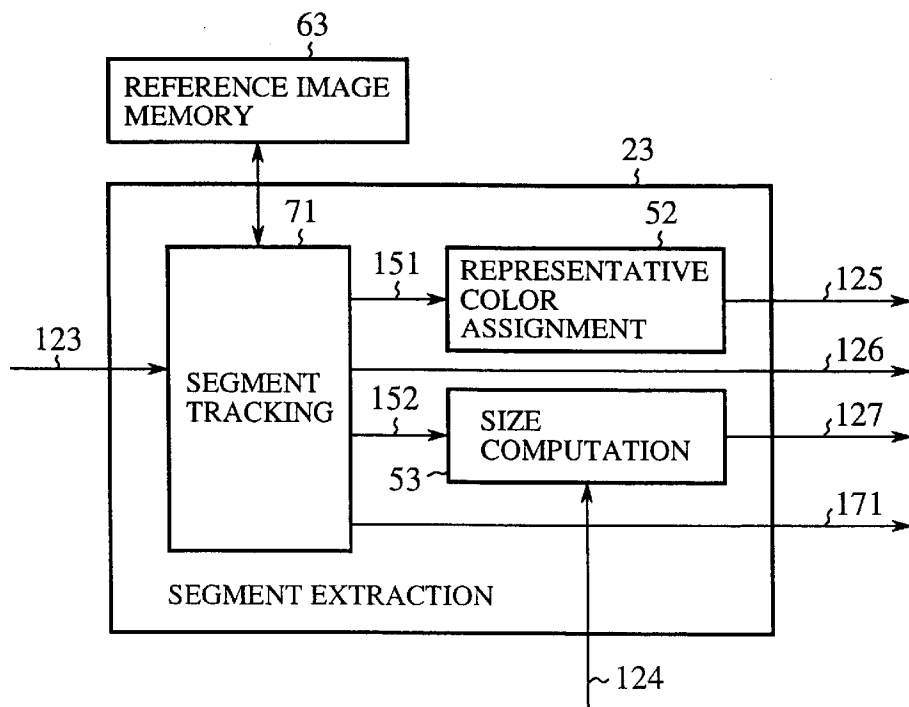 63
REFERENCE IMAGE
MEMORY
23
71
52
151
REPRESENTATIVE
COLOR
ASSIGNMENT
125
123
126
SEGMENT
TRACKING
152
SIZE
COMPUTATION
127
53
171
SEGMENT EXTRACTION
124